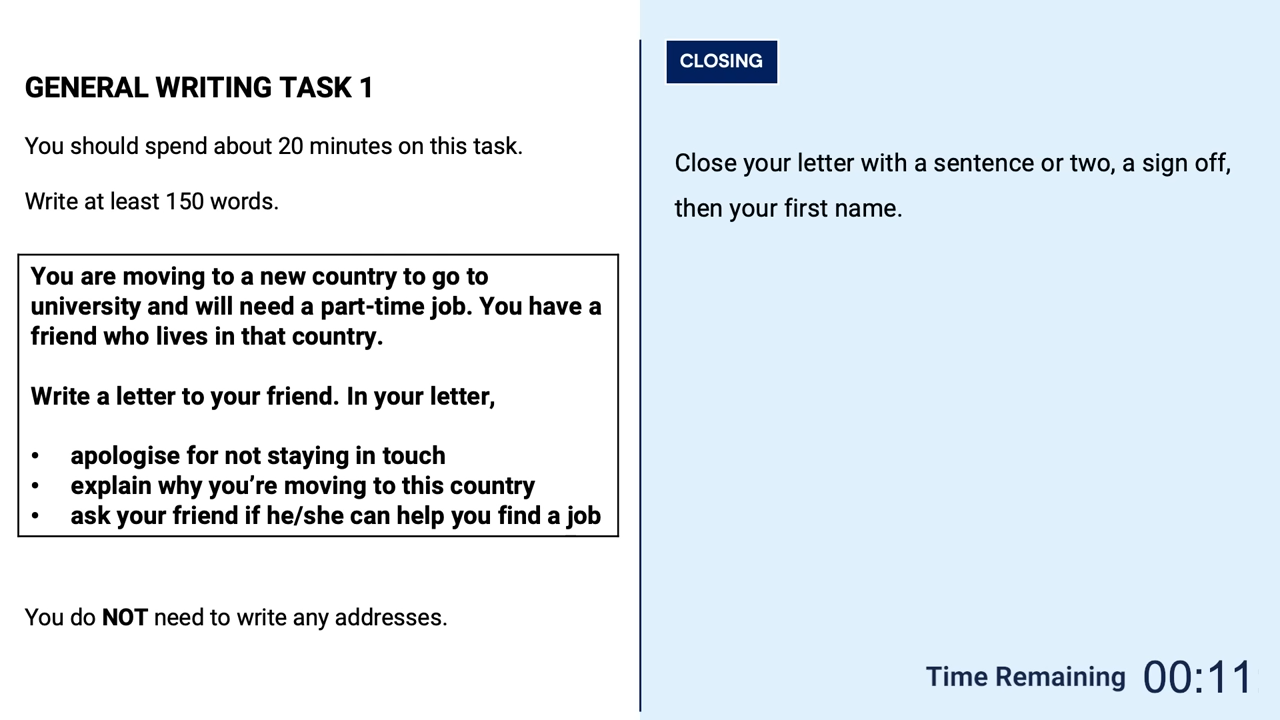 GENERAL WRITING TASK 1
You should spend about 20 minutes on this task.
Write at least 150 words.
You are moving to a new country to go to
university and will need a part-time job. You have a
friend who lives in that country.
Write a letter to your friend. In your letter,
• apologise for not staying in touch
• explain why you’re moving to this country
• ask your friend if he/she can help you find a job
You do NOT need to write any addresses.
CLOSING
Close your letter with a sentence or two, a sign off,
then your first name.
Time Remaining 00:11